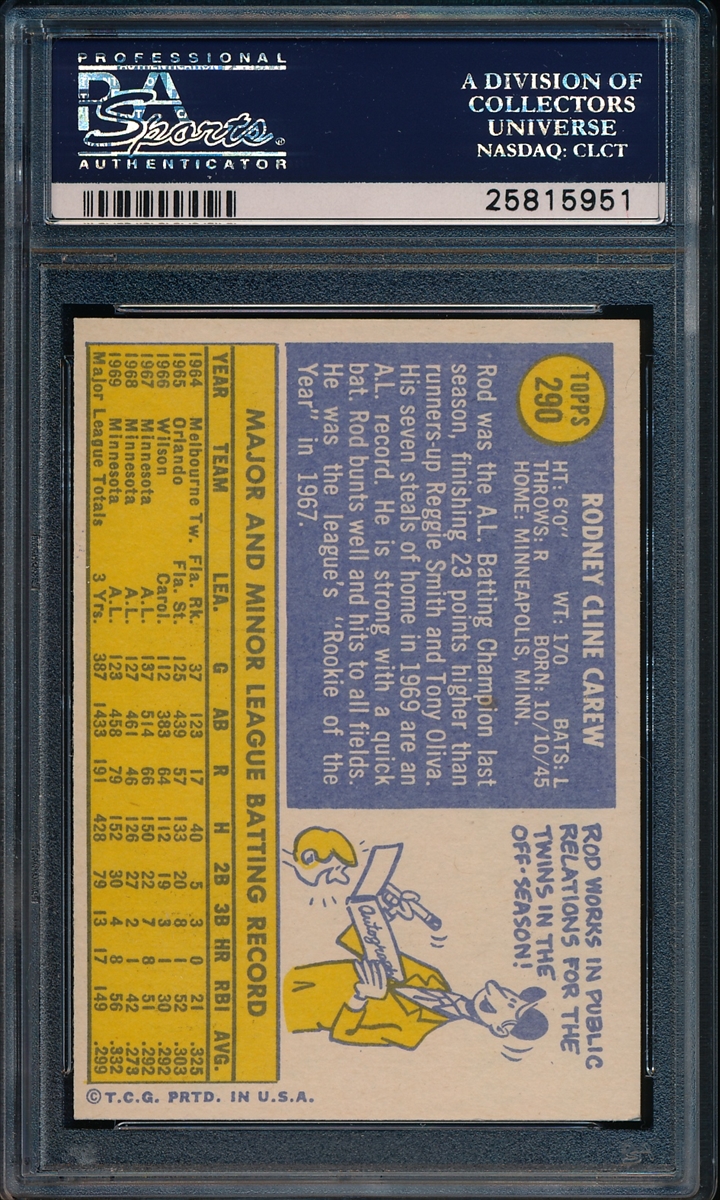 PROFESSIONAL
PSA
Sports
AUTHENTICATOR
A DIVISION OF
COLLECTORS
UNIVERSE
NASDAQ: CLCT
25815951
TOPPS
290
RODNEY CLINE CAREW
HT: 6'0" WT: 170 BATS: L
THROWS: R BORN: 10/10/45
HOME: MINNEAPOLIS, MINN.
Rod was the A.L. Batting Champion last
season, finishing 23 points higher than
runners-up Reggie Smith and Tony Oliva.
His seven steals of home in 1969 are an
A.L. record. He is strong with a quick
bat. Rod bunts well and hits to all fields.
He was the league's "Rookie of the
Year" in 1967.
ROD WORKS IN PUBLIC
RELATIONS FOR THE
TWINS IN THE
OFF-SEASON!
Autograph
MAJOR AND MINOR LEAGUE BATTING RECORD
YEAR TEAM LEA. G AB R H 2B 3B HR RBI AVG.
1964 Melbourne Tw. Fla. Rk. 37 123 17 40 5 3 0 21 .325
1965 Orlando Fla. St. 125 439 57 133 20 8 1 52 .303
1966 Wilson Carol. 112 383 64 112 19 3 1 30 .292
1967 Minnesota A.L. 137 514 66 150 22 7 8 51 .292
1968 Minnesota A.L. 127 461 46 126 27 2 1 42 .273
1969 Minnesota A.L. 123 458 79 152 30 4 8 56 .332
Major League Totals 3 Yrs. 387 1433 191 428 79 13 17 149 .299
© T.C.G. PRTD. IN U.S.A.